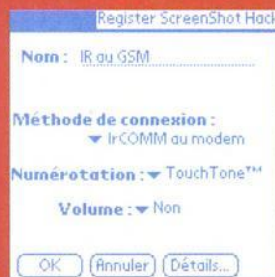 Register ScreenShot Hack
Nom : IR au GSM
Méthode de connexion :
IrCOMM au modem
Numérotation : TouchTone™
Volume : Non
OK Annuler Détails...